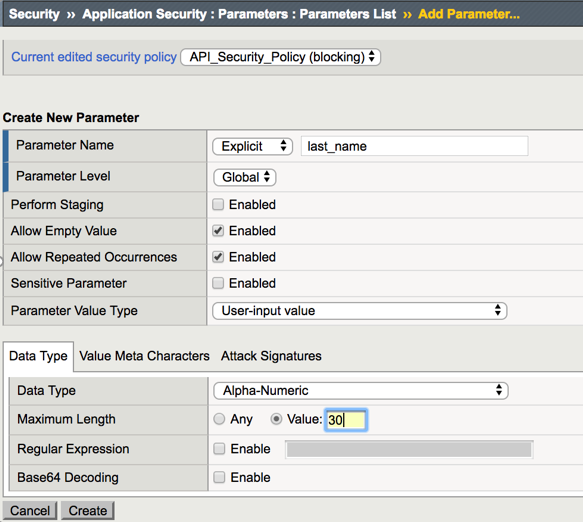 Security ›› Application Security : Parameters : Parameters List ›› Add Parameter...
Current edited security policy API_Security_Policy (blocking)
Create New Parameter
Parameter Name Explicit last_name
Parameter Level Global
Perform Staging Enabled
Allow Empty Value Enabled
Allow Repeated Occurrences Enabled
Sensitive Parameter Enabled
Parameter Value Type User-input value
Data Type Value Meta Characters Attack Signatures
Data Type Alpha-Numeric
Maximum Length Any Value: 30
Regular Expression Enable
Base64 Decoding Enable
Cancel Create